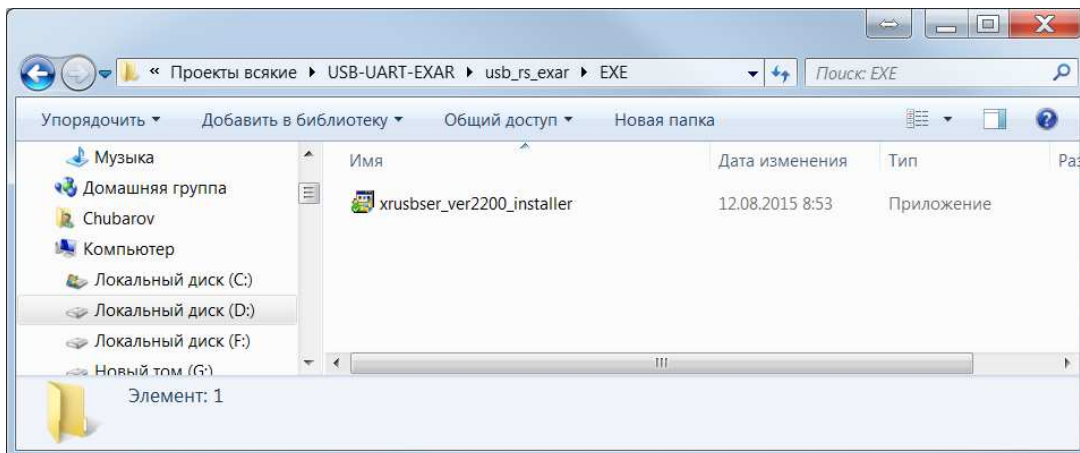 « Проекты всякие ▸ USB-UART-EXAR ▸ usb_rs_exar ▸ EXE
Поиск: EXE
Упорядочить ▾ Добавить в библиотеку ▾ Общий доступ ▾ Новая папка
Музыка
Домашняя группа
Chubarov
Компьютер
Локальный диск (C:)
Локальный диск (D:)
Локальный диск (F:)
Новый том (G:)
Имя Дата изменения Тип Раз
xrusbser_ver2200_installer 12.08.2015 8:53 Приложение
Элемент: 1